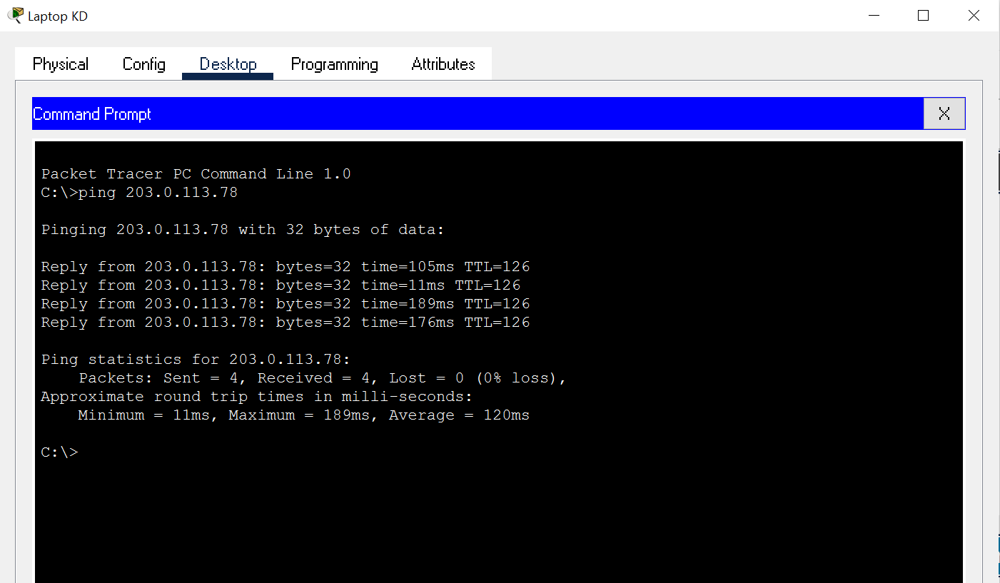 Laptop KD
Physical Config Desktop Programming Attributes
Command Prompt X
Packet Tracer PC Command Line 1.0
C:\>ping 203.0.113.78
Pinging 203.0.113.78 with 32 bytes of data:
Reply from 203.0.113.78: bytes=32 time=105ms TTL=126
Reply from 203.0.113.78: bytes=32 time=11ms TTL=126
Reply from 203.0.113.78: bytes=32 time=189ms TTL=126
Reply from 203.0.113.78: bytes=32 time=176ms TTL=126
Ping statistics for 203.0.113.78:
    Packets: Sent = 4, Received = 4, Lost = 0 (0% loss),
Approximate round trip times in milli-seconds:
    Minimum = 11ms, Maximum = 189ms, Average = 120ms
C:\>